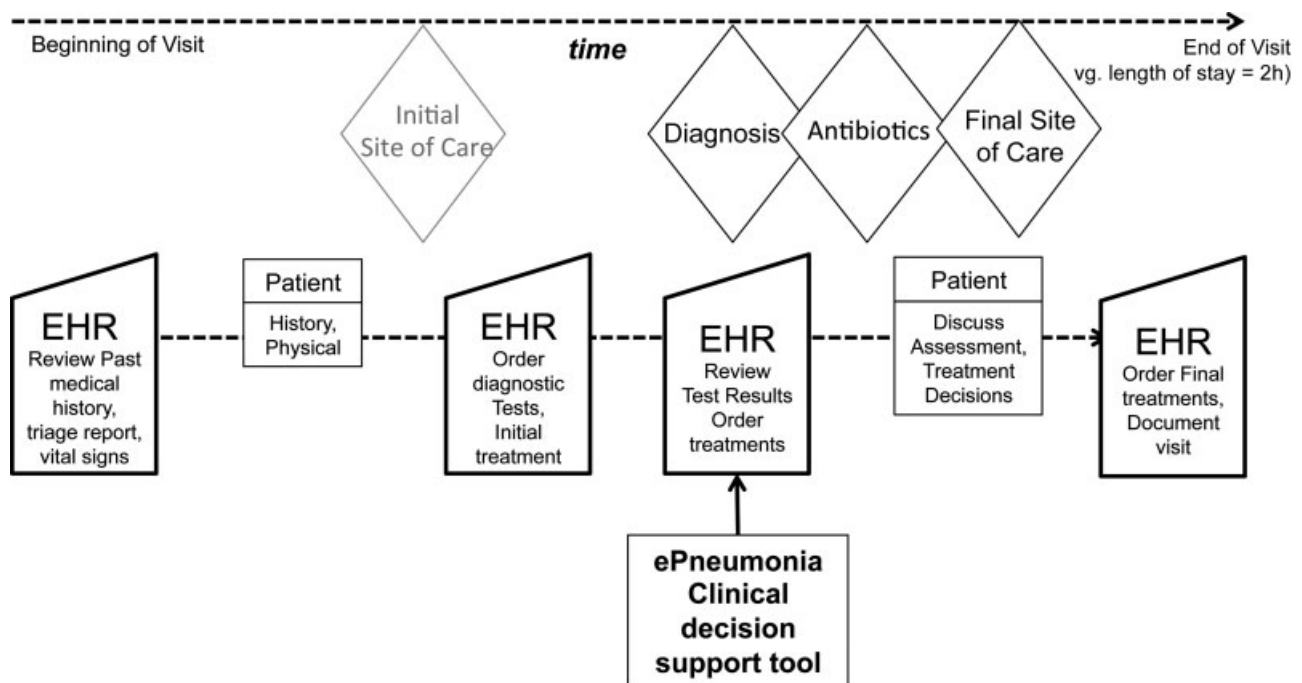 Beginning of Visit
time
End of Visit
vg. length of stay = 2h)
Initial
Site of Care
Diagnosis
Antibiotics
Final Site
of Care
EHR
Review Past
medical
history,
triage report,
vital signs
Patient
History,
Physical
EHR
Order
diagnostic
Tests,
Initial
treatment
EHR
Review
Test Results
Order
treatments
Patient
Discuss
Assessment,
Treatment
Decisions
EHR
Order Final
treatments,
Document
visit
ePneumonia
Clinical
decision
support tool